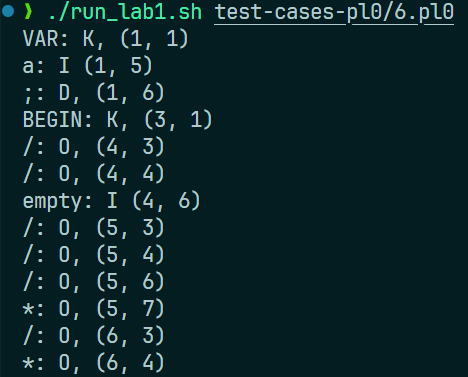 ❯ ./run_lab1.sh test-cases-pl0/6.pl0
VAR: K, (1, 1)
a: I (1, 5)
;: D, (1, 6)
BEGIN: K, (3, 1)
/: O, (4, 3)
/: O, (4, 4)
empty: I (4, 6)
/: O, (5, 3)
/: O, (5, 4)
/: O, (5, 6)
*: O, (5, 7)
/: O, (6, 3)
*: O, (6, 4)